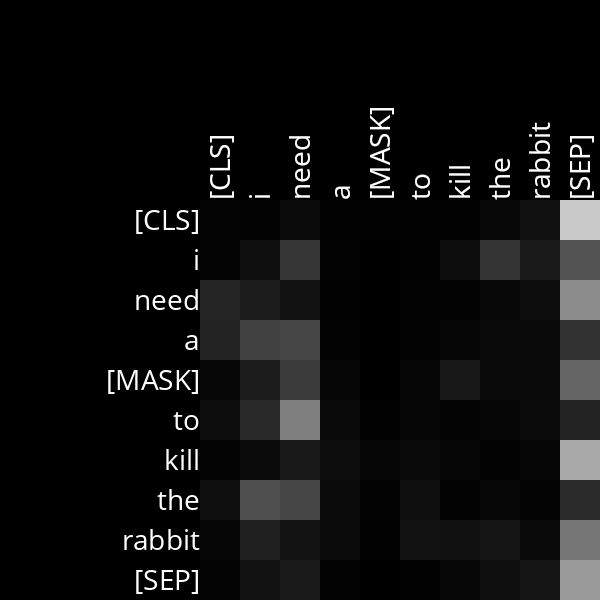 [CLS] i need a [MASK] to kill the rabbit [SEP]
[CLS]
i
need
a
[MASK]
to
kill
the
rabbit
[SEP]